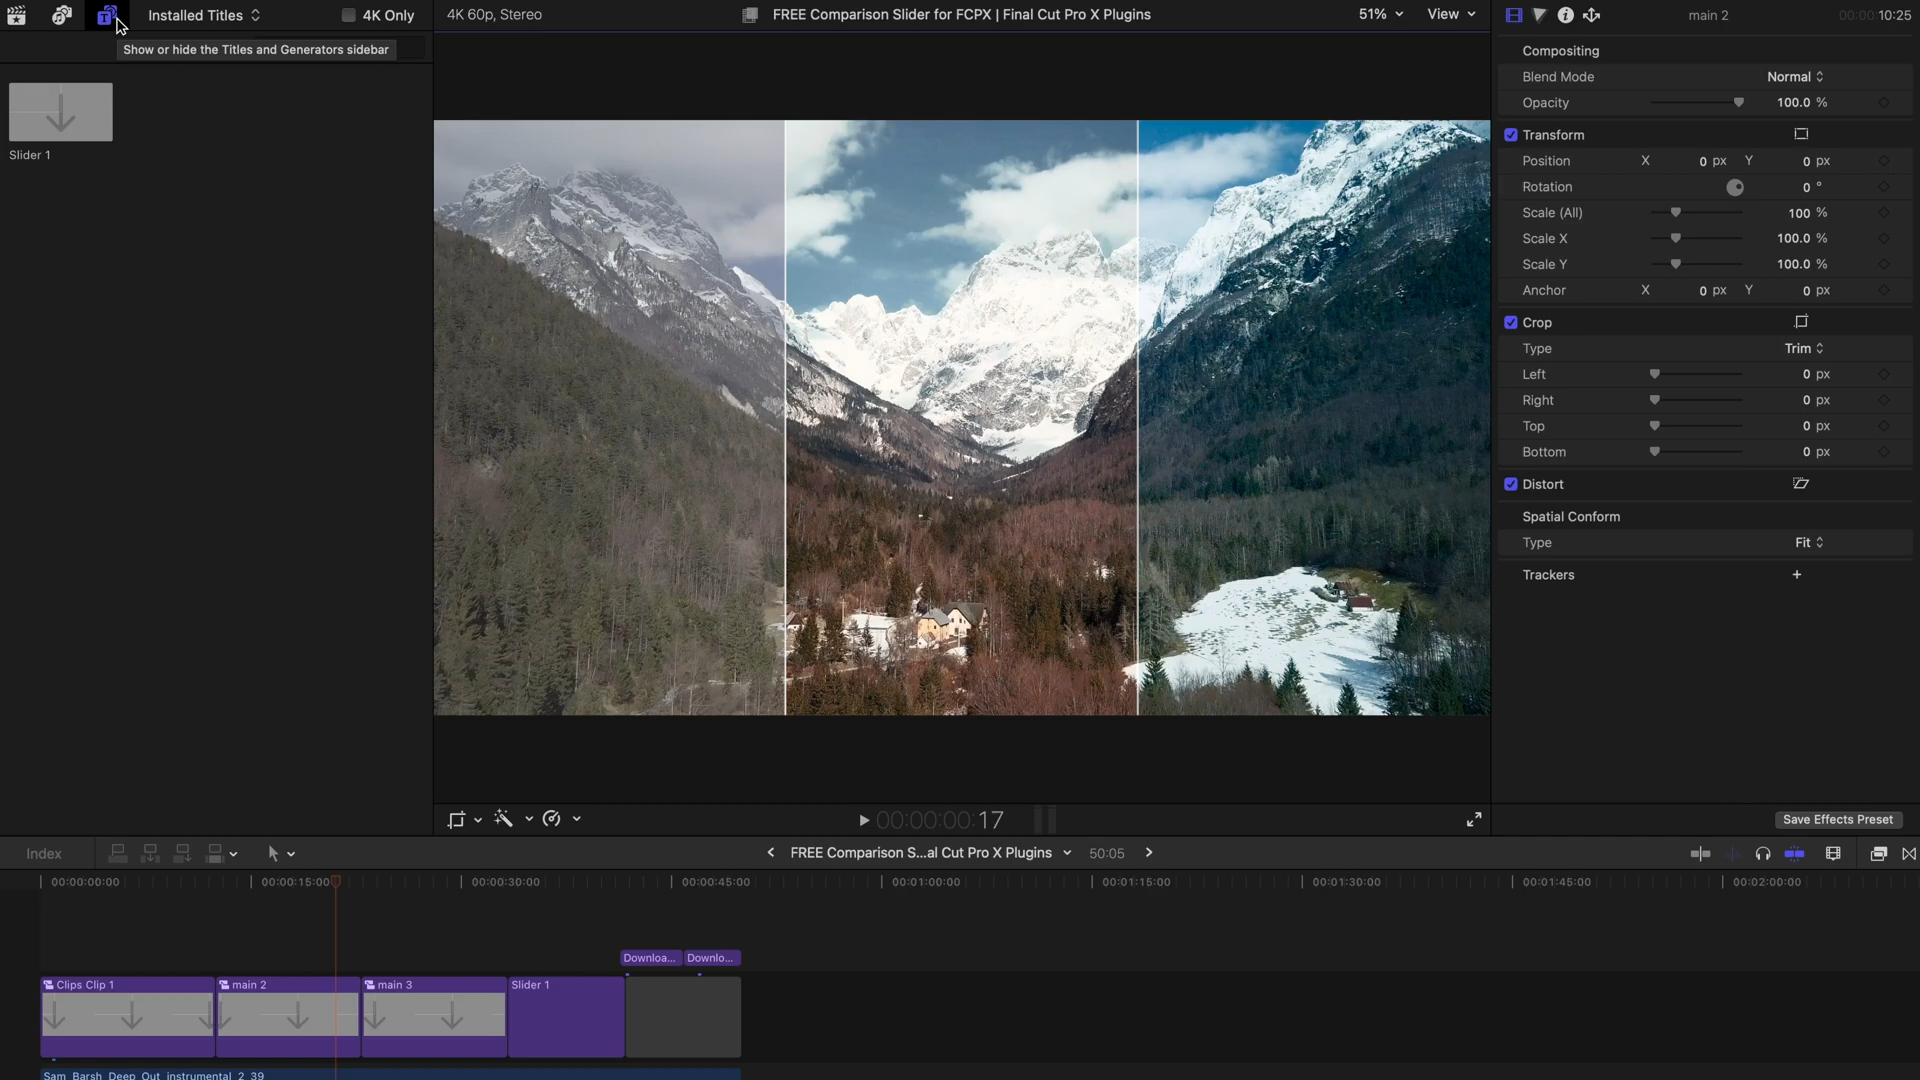 Installed Titles
4K Only
4K 60p, Stereo
FREE Comparison Slider for FCPX | Final Cut Pro X Plugins
51%
View
main 2
00:00:10:25
Show or hide the Titles and Generators sidebar
Slider 1
Compositing
Blend Mode Normal
Opacity 100.0 %
Transform
Position X 0 px Y 0 px
Rotation 0 °
Scale (All) 100 %
Scale X 100.0 %
Scale Y 100.0 %
Anchor X 0 px Y 0 px
Crop
Type Trim
Left 0 px
Right 0 px
Top 0 px
Bottom 0 px
Distort
Spatial Conform
Type Fit
Trackers +
00:00:00:17
Save Effects Preset
Index
FREE Comparison S...al Cut Pro X Plugins
50:05
00:00:00:00 00:00:15:00 00:00:30:00 00:00:45:00 00:01:00:00 00:01:15:00 00:01:30:00 00:01:45:00 00:02:00:00
Downloa... Downlo...
Clips Clip 1 main 2 main 3 Slider 1
Sam_Barsh_Deep_Out_instrumental_2_39